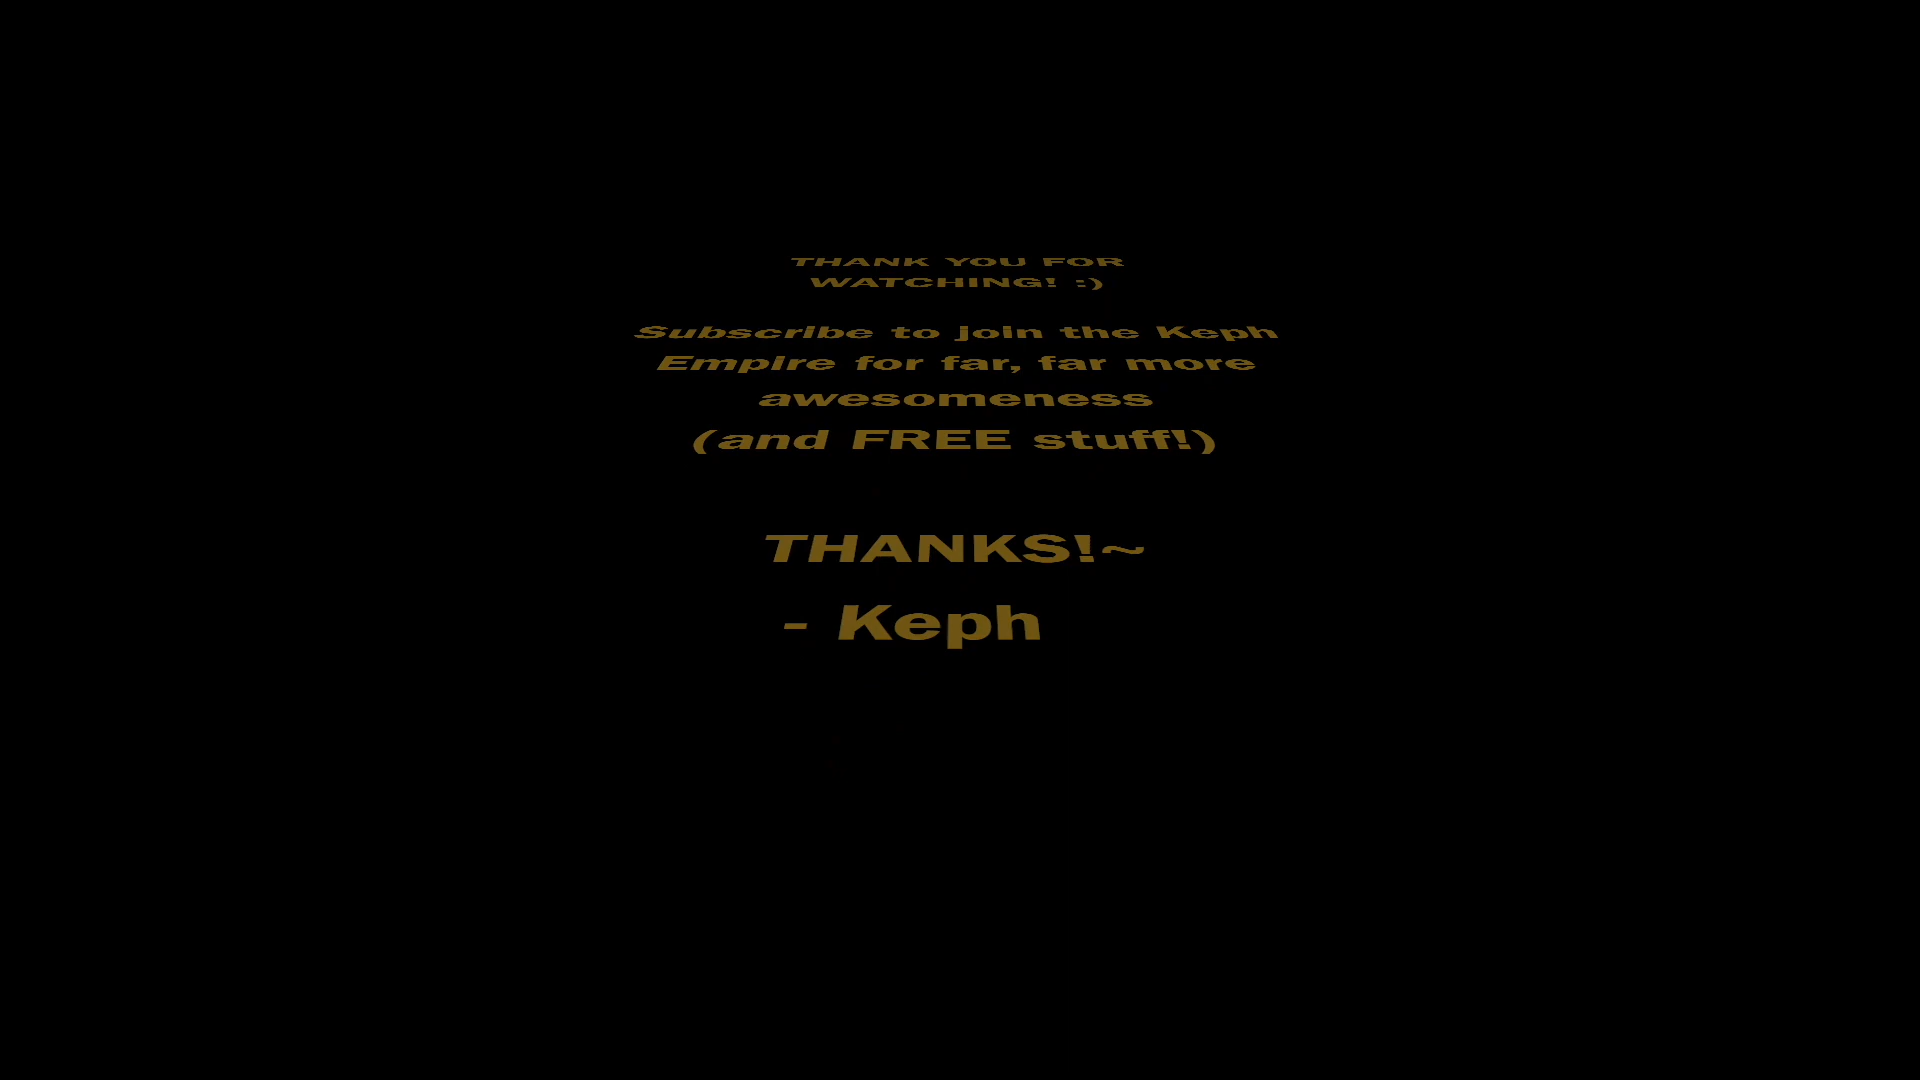 THANK YOU FOR
WATCHING! :)
Subscribe to join the Keph
Empire for far, far more
awesomeness
(and FREE stuff!)
THANKS!~
- Keph